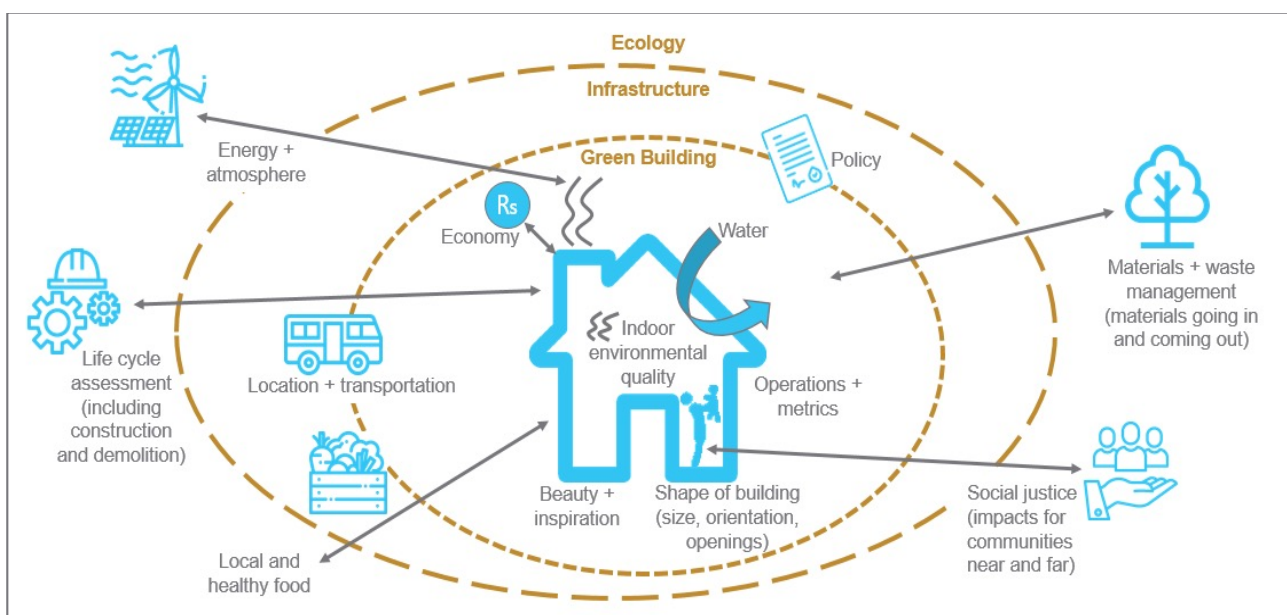 Ecology
Infrastructure
Green Building
Energy +
atmosphere
Policy
Rs
Economy
Water
Materials + waste
management
(materials going in
and coming out)
Indoor
environmental
quality
Life cycle
assessment
(including
construction
and demolition)
Location + transportation
Operations +
metrics
Beauty +
inspiration
Shape of building
(size, orientation,
openings)
Social justice
(impacts for
communities
near and far)
Local and
healthy food